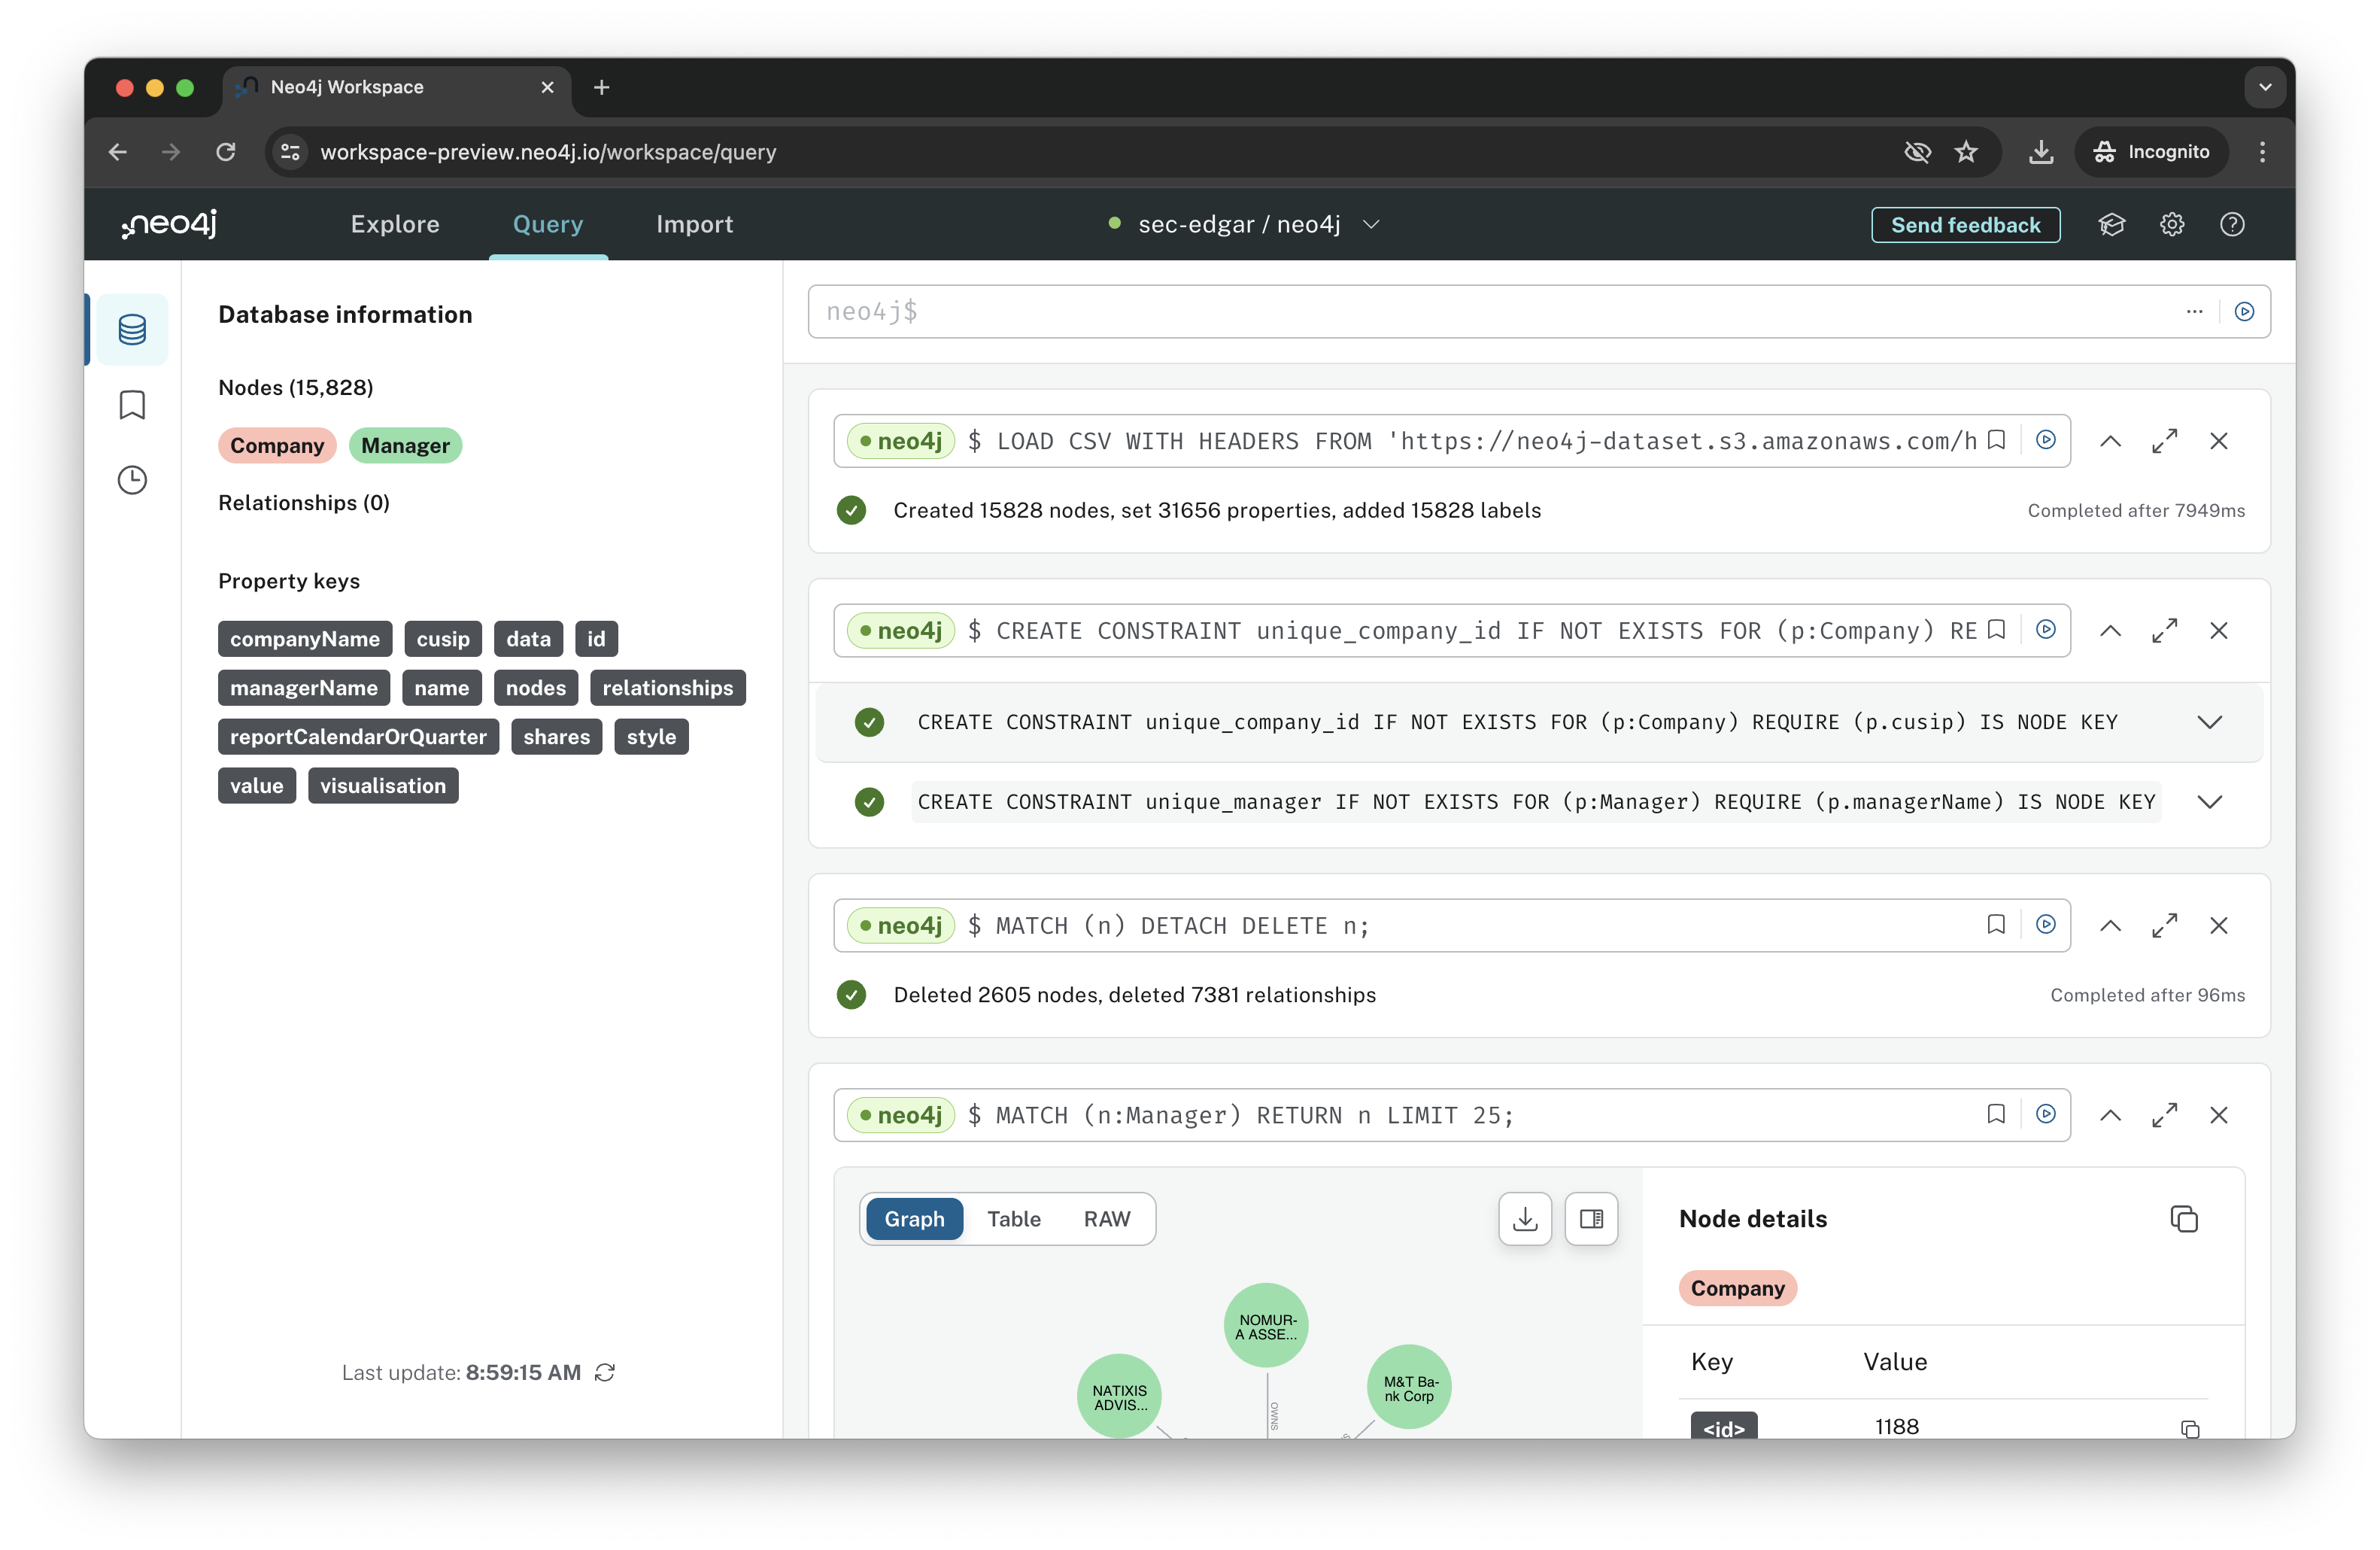 Neo4j Workspace
workspace-preview.neo4j.io/workspace/query
Incognito
neo4j
Explore
Query
Import
sec-edgar / neo4j
Send feedback
Database information
Nodes (15,828)
Company Manager
Relationships (0)
Property keys
companyName cusip data id
managerName name nodes relationships
reportCalendarOrQuarter shares style
value visualisation
Last update: 8:59:15 AM
neo4j$
neo4j $ LOAD CSV WITH HEADERS FROM 'https://neo4j-dataset.s3.amazonaws.com/h
Created 15828 nodes, set 31656 properties, added 15828 labels
Completed after 7949ms
neo4j $ CREATE CONSTRAINT unique_company_id IF NOT EXISTS FOR (p:Company) RE
CREATE CONSTRAINT unique_company_id IF NOT EXISTS FOR (p:Company) REQUIRE (p.cusip) IS NODE KEY
CREATE CONSTRAINT unique_manager IF NOT EXISTS FOR (p:Manager) REQUIRE (p.managerName) IS NODE KEY
neo4j $ MATCH (n) DETACH DELETE n;
Deleted 2605 nodes, deleted 7381 relationships
Completed after 96ms
neo4j $ MATCH (n:Manager) RETURN n LIMIT 25;
Graph
Table
RAW
NOMUR-
A ASSE...
NATIXIS
ADVIS...
M&T Ba-
nk Corp
OWNS
Node details
Company
Key Value
<id> 1188